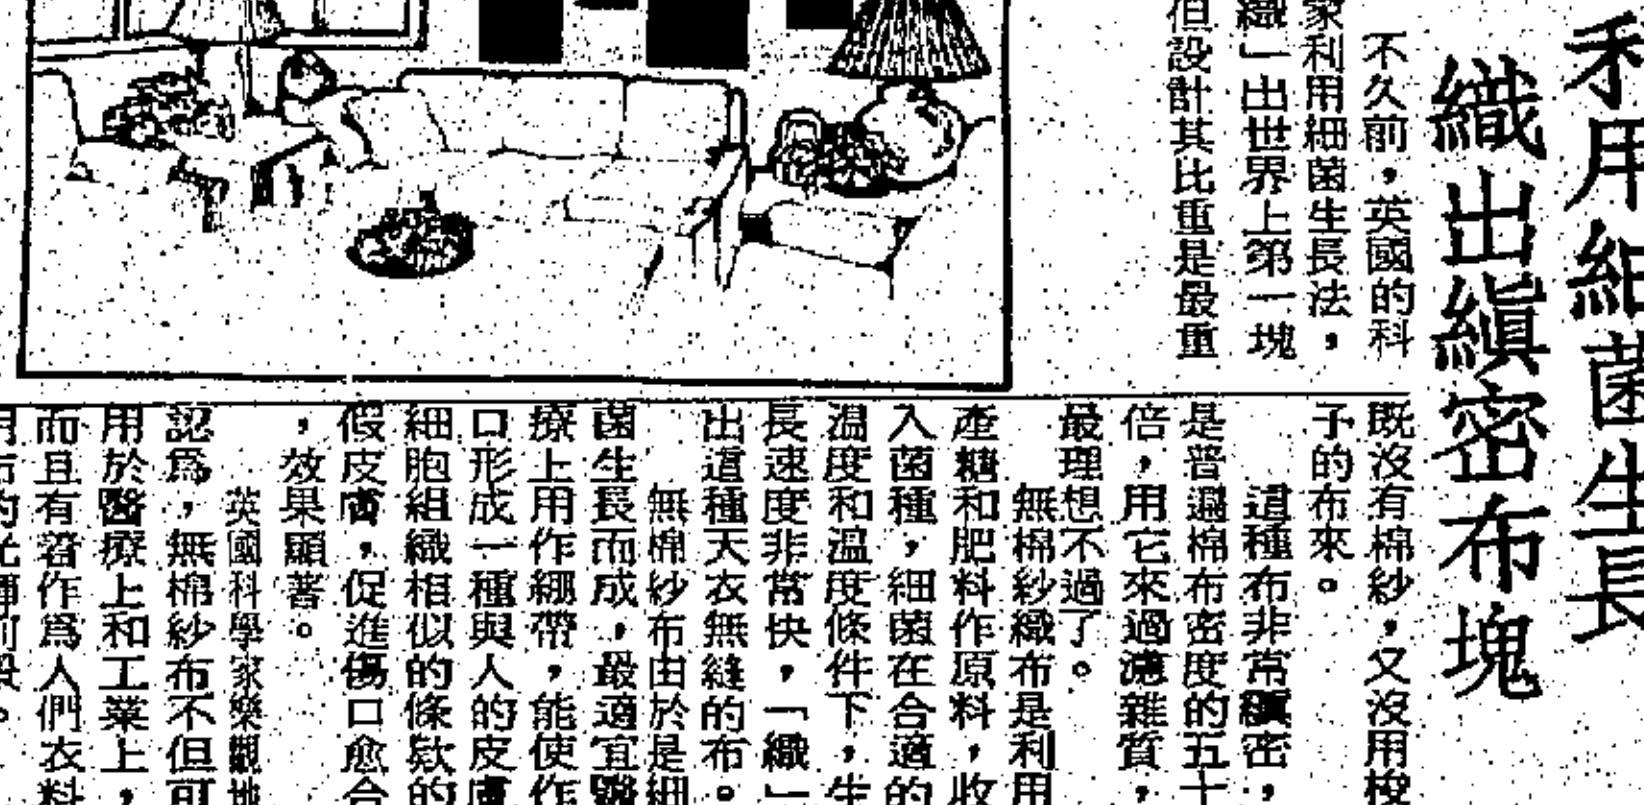 利用細菌生長
織出縝密布塊
不久前，英國的科
家利用細菌生長法，
織」出世界上第一塊
既沒有棉紗，又沒用梭
子的布來。
這種布非常縝密，
是普遍棉布密度的五十
倍，用它來過濾雜質，
最理想不過了。
無棉紗織布是利用
產糖和肥料作原料，收
入菌種，細菌在合適的
溫度和溫度條件下，生
長速度非常快，「織」
出這種天衣無縫的布。
無棉紗布由於是細
菌生長而成，最適宜醫
療上用作綳帶，能使作
口形成一種與人的皮膚
細胞組織相似的條欵的
假皮膚，促進傷口愈合
，效果顯著。
英國科學家樂觀地
認爲，無棉紗布不但可
用於醫療上和工業上，
而且有着作爲人們衣料
但設計其比重是最重